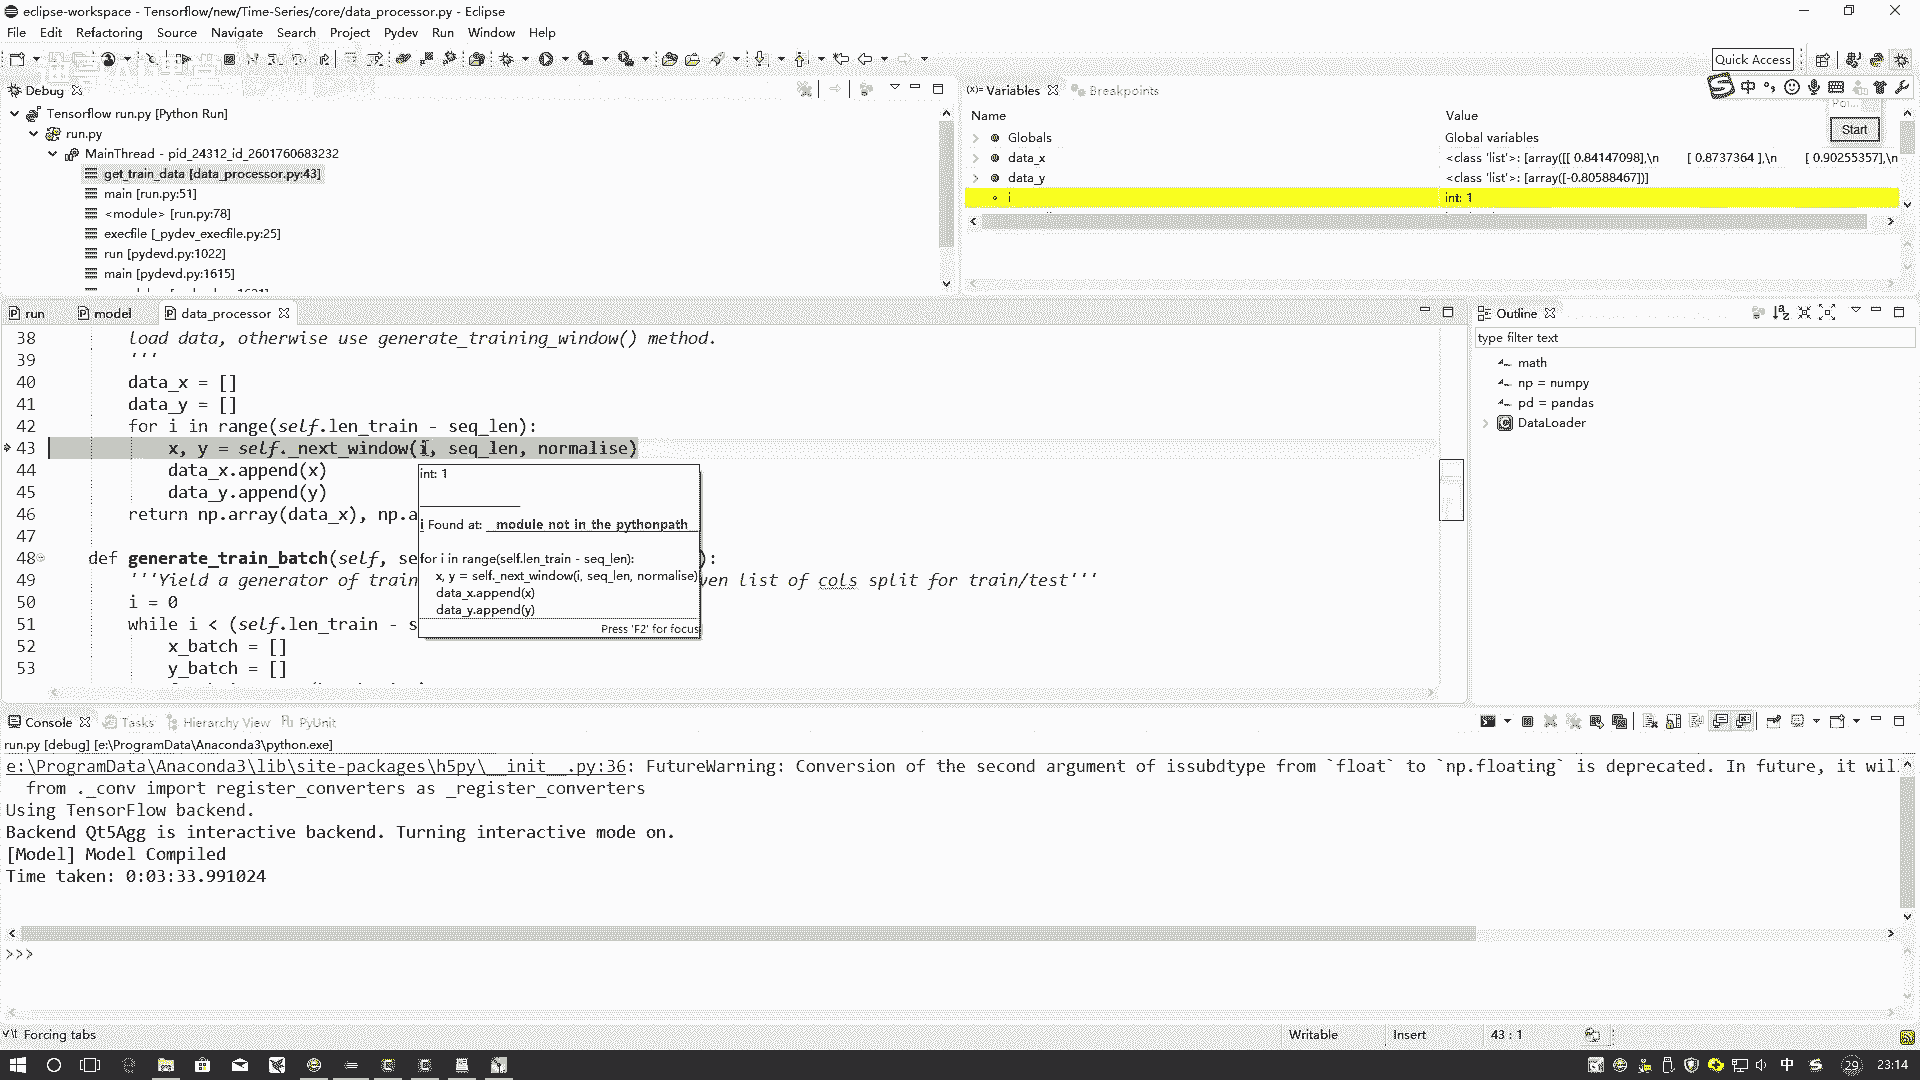 eclipse-workspace - Tensorflow/new/Time-Series/core/data_processor.py - Eclipse
File Edit Refactoring Source Navigate Search Project Pydev Run Window Help
Quick Access
Debug
Tensorflow run.py [Python Run]
run.py
MainThread - pid_24312_id_2601760683232
get_train_data [data_processor.py:43]
main [run.py:51]
<module> [run.py:78]
execfile [_pydev_execfile.py:25]
run [pydevd.py:1022]
main [pydevd.py:1615]
(x)= Variables Breakpoints
中
Name Value
Start
Globals Global variables
data_x <class 'list'>: [array([[ 0.84147098],\n [ 0.8737364 ],\n [ 0.90255357],\n
data_y <class 'list'>: [array([-0.80588467])]
i int: 1
run model data_processor
38 load data, otherwise use generate_training_window() method.
39 '''
40 data_x = []
41 data_y = []
42 for i in range(self.len_train - seq_len):
43 x, y = self._next_window(i, seq_len, normalise)
44 data_x.append(x)
45 data_y.append(y)
46 return np.array(data_x), np.a
47
48 def generate_train_batch(self, se ):
49 '''Yield a generator of train ven list of cols split for train/test'''
50 i = 0
51 while i < (self.len_train - s
52 x_batch = []
53 y_batch = []
int: 1
i Found at: module not in the pythonpath
for i in range(self.len_train - seq_len):
x, y = self._next_window(i, seq_len, normalise)
data_x.append(x)
data_y.append(y)
Press 'F2' for focus
Outline
type filter text
math
np = numpy
pd = pandas
DataLoader
Console Tasks Hierarchy View PyUnit
run.py [debug] [e:\ProgramData\Anaconda3\python.exe]
e:\ProgramData\Anaconda3\lib\site-packages\h5py\__init__.py:36: FutureWarning: Conversion of the second argument of issubdtype from `float` to `np.floating` is deprecated. In future, it wil
from ._conv import register_converters as _register_converters
Using TensorFlow backend.
Backend Qt5Agg is interactive backend. Turning interactive mode on.
[Model] Model Compiled
Time taken: 0:03:33.991024
>>>
Forcing tabs Writable Insert 43 : 1
中 29 23:14